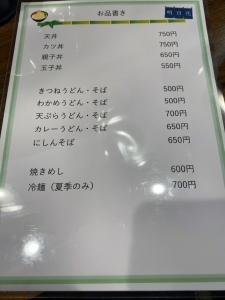 お品書き
天丼 750円
カツ丼 750円
親子丼 650円
玉子丼 550円
きつねうどん・そば 500円
わかめうどん・そば 500円
天ぷらうどん・そば 700円
カレーうどん・そば 650円
にしんそば 650円
焼きめし 600円
冷麺（夏季のみ） 700円